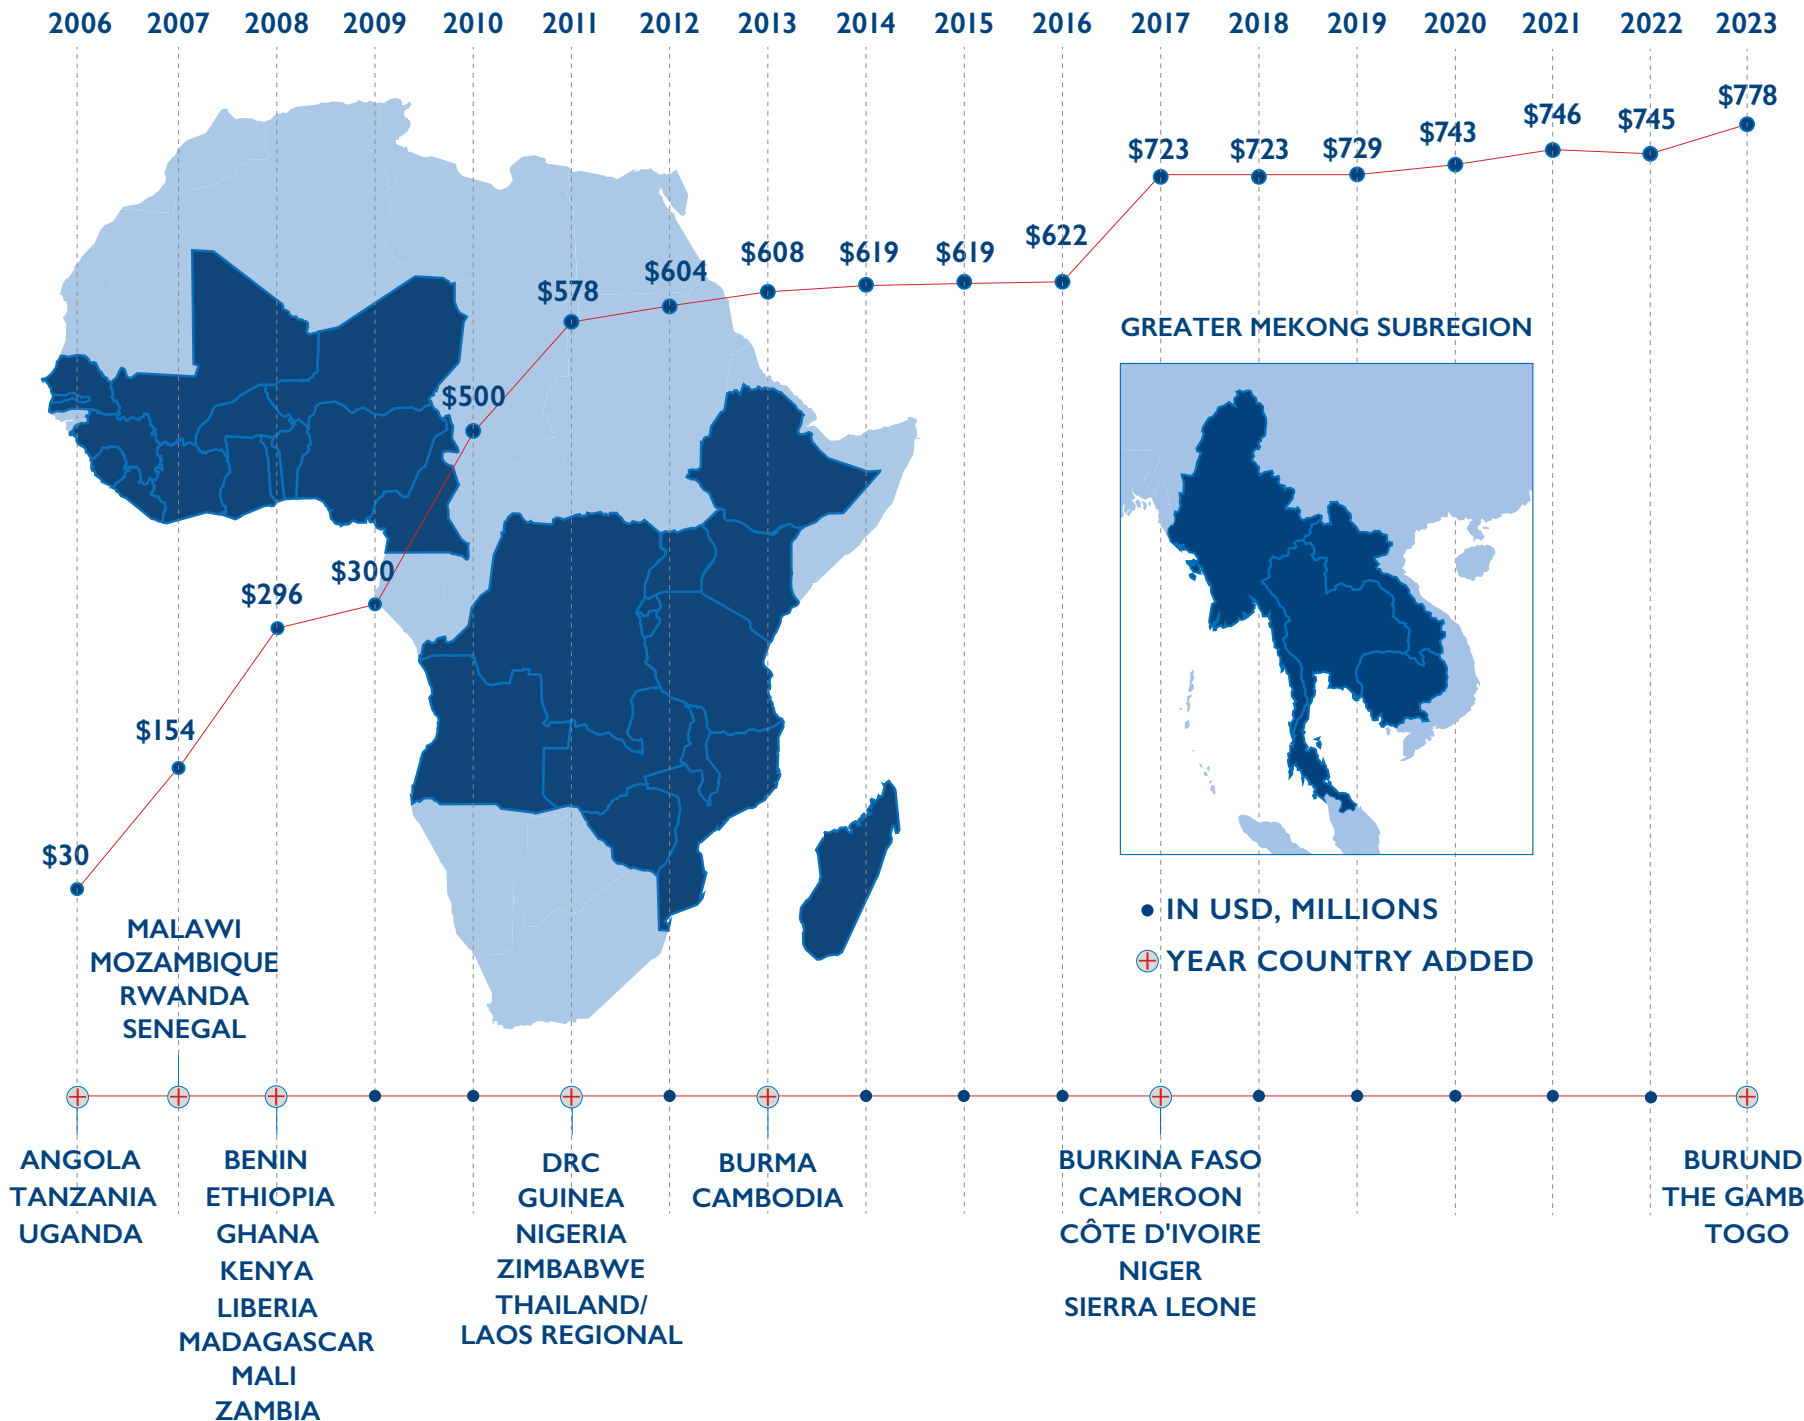 2006 2007 2008 2009 2010 2011 2012 2013 2014 2015 2016 2017 2018 2019 2020 2021 2022 2023
$30
$154
$296
$300
$500
$578
$604
$608
$619
$619
$622
$723
$723
$729
$743
$746
$745
$778
GREATER MEKONG SUBREGION
IN USD, MILLIONS
YEAR COUNTRY ADDED
ANGOLA
TANZANIA
UGANDA
MALAWI
MOZAMBIQUE
RWANDA
SENEGAL
BENIN
ETHIOPIA
GHANA
KENYA
LIBERIA
MADAGASCAR
MALI
ZAMBIA
DRC
GUINEA
NIGERIA
ZIMBABWE
THAILAND/
LAOS REGIONAL
BURMA
CAMBODIA
BURKINA FASO
CAMEROON
CÔTE D'IVOIRE
NIGER
SIERRA LEONE
BURUND
THE GAMB
TOGO